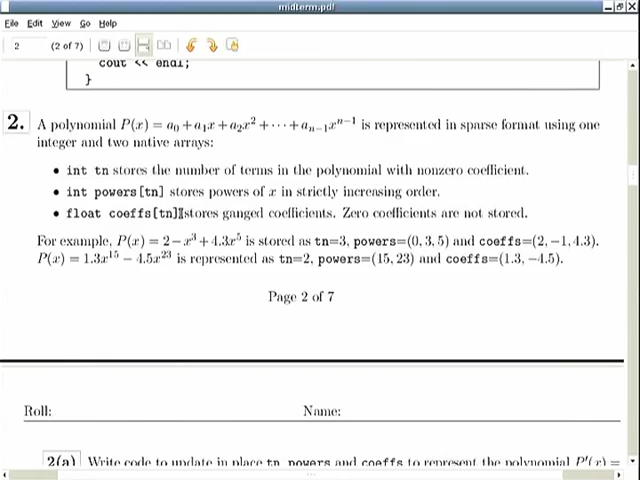 midterm.pdf
File Edit View Go Help
2 (2 of 7)
cout << endl;
}
2. A polynomial P(x) = a₀ + a₁x + a₂x² + ··· + aₙ₋₁xⁿ⁻¹ is represented in sparse format using one
integer and two native arrays:
• int tn stores the number of terms in the polynomial with nonzero coefficient.
• int powers[tn] stores powers of x in strictly increasing order.
• float coeffs[tn] stores ganged coefficients. Zero coefficients are not stored.
For example, P(x) = 2 − x³ + 4.3x⁵ is stored as tn=3, powers=(0, 3, 5) and coeffs=(2, −1, 4.3).
P(x) = 1.3x¹⁵ − 4.5x²³ is represented as tn=2, powers=(15, 23) and coeffs=(1.3, −4.5).
Page 2 of 7
Roll: Name:
2(a) Write code to update in place tn, powers and coeffs to represent the polynomial P′(x) =